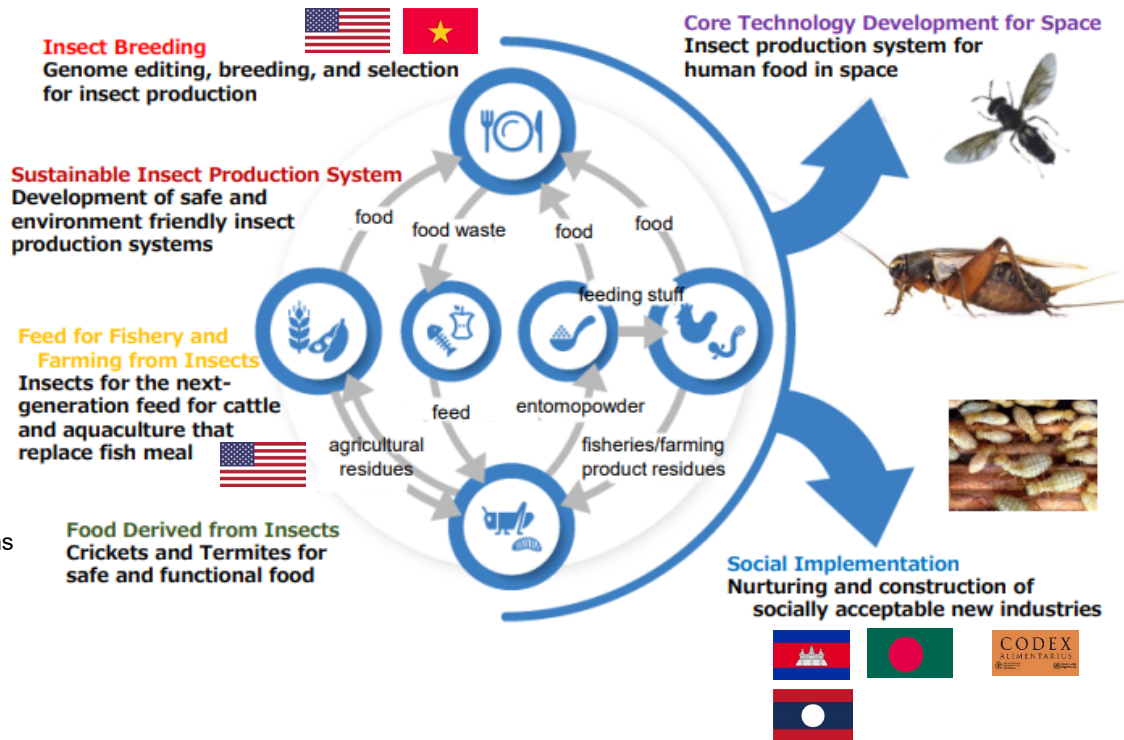 Insect Breeding
Genome editing, breeding, and selection
for insect production
Core Technology Development for Space
Insect production system for
human food in space
Sustainable Insect Production System
Development of safe and
environment friendly insect
production systems
food
food waste
food
food
feeding stuff
Feed for Fishery and
Farming from Insects
Insects for the next-
generation feed for cattle
and aquaculture that
replace fish meal
feed
entomopowder
agricultural
residues
fisheries/farming
product residues
Food Derived from Insects
Crickets and Termites for
safe and functional food
Social Implementation
Nurturing and construction of
socially acceptable new industries
CODEX
ALIMENTARIUS